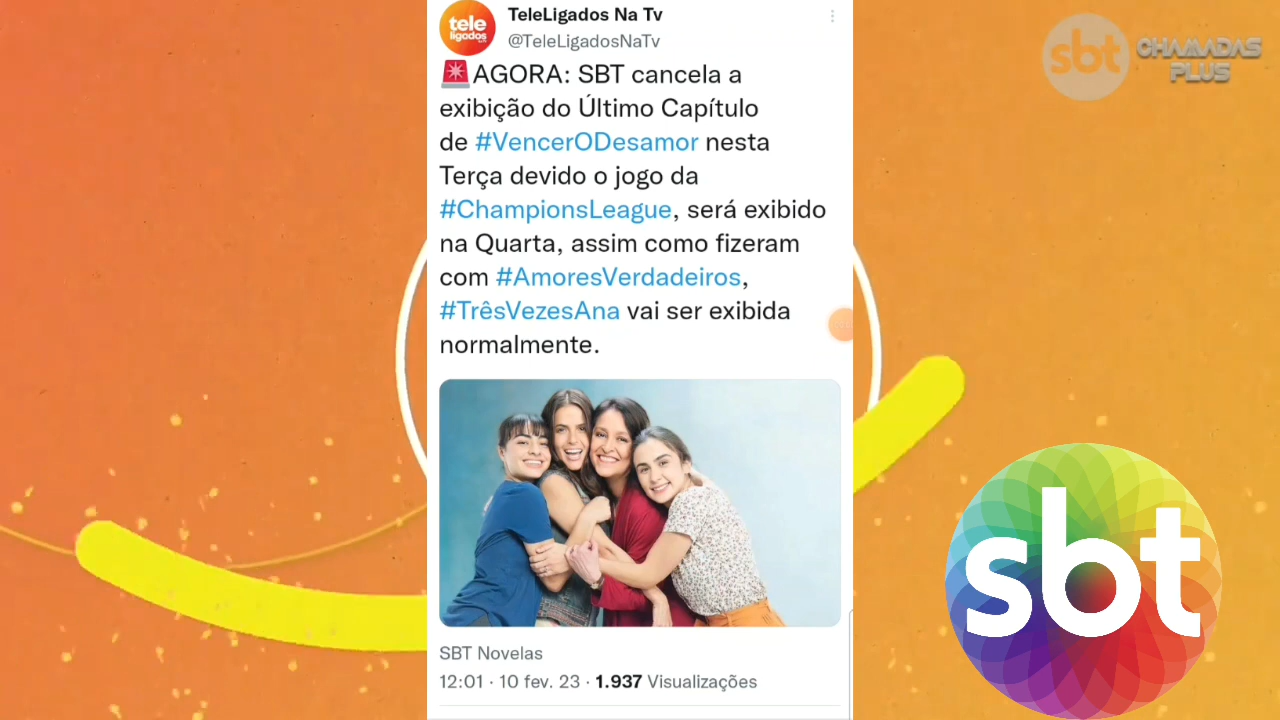 TeleLigados Na Tv
@TeleLigadosNaTv
tele
ligados
🚨AGORA: SBT cancela a
exibição do Último Capítulo
de #VencerODesamor nesta
Terça devido o jogo da
#ChampionsLeague, será exibido
na Quarta, assim como fizeram
com #AmoresVerdadeiros,
#TrêsVezesAna vai ser exibida
normalmente.
SBT Novelas
12:01 · 10 fev. 23 · 1.937 Visualizações
sbt CHAMADAS
PLUS
sbt